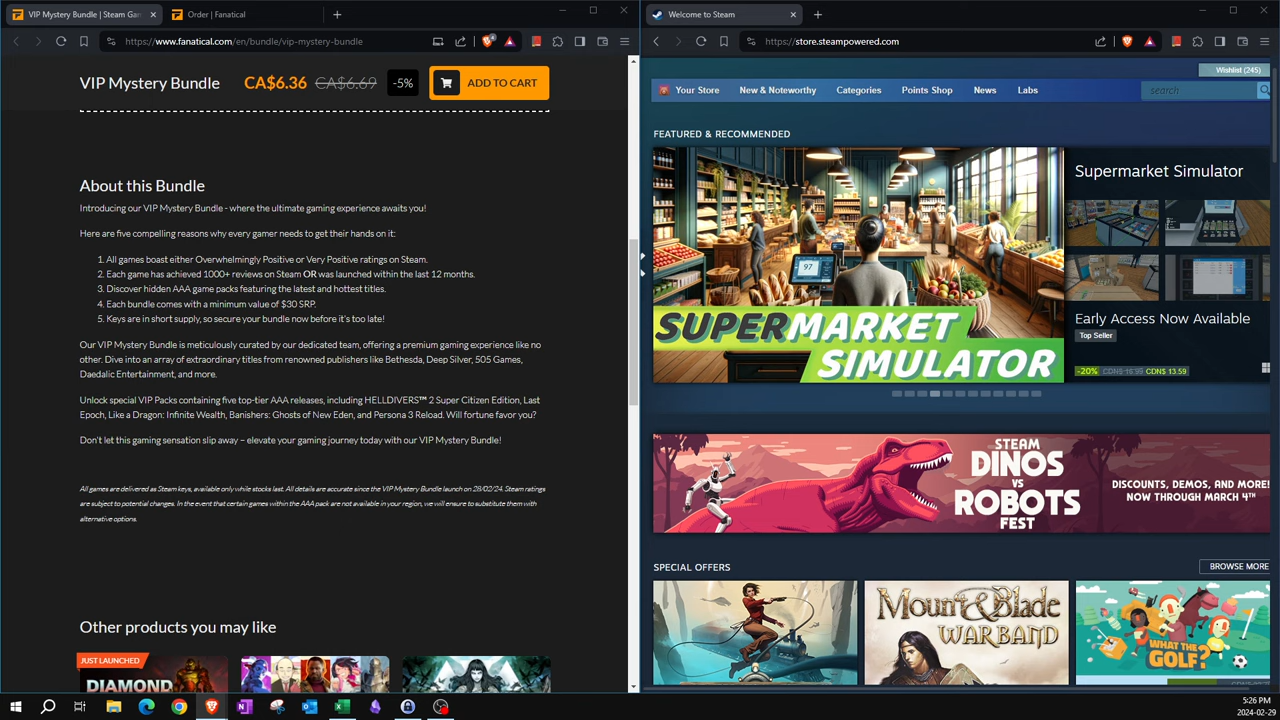 VIP Mystery Bundle | Steam Gam
Order | Fanatical
https://www.fanatical.com/en/bundle/vip-mystery-bundle
4
VIP Mystery Bundle CA$6.36 CA$6.69 -5% ADD TO CART
About this Bundle
Introducing our VIP Mystery Bundle - where the ultimate gaming experience awaits you!
Here are five compelling reasons why every gamer needs to get their hands on it:
1. All games boast either Overwhelmingly Positive or Very Positive ratings on Steam.
2. Each game has achieved 1000+ reviews on Steam OR was launched within the last 12 months.
3. Discover hidden AAA game packs featuring the latest and hottest titles.
4. Each bundle comes with a minimum value of $30 SRP.
5. Keys are in short supply, so secure your bundle now before it's too late!
Our VIP Mystery Bundle is meticulously curated by our dedicated team, offering a premium gaming experience like no
other. Dive into an array of extraordinary titles from renowned publishers like Bethesda, Deep Silver, 505 Games,
Daedalic Entertainment, and more.
Unlock special VIP Packs containing five top-tier AAA releases, including HELLDIVERS™ 2 Super Citizen Edition, Last
Epoch, Like a Dragon: Infinite Wealth, Banishers: Ghosts of New Eden, and Persona 3 Reload. Will fortune favor you?
Don't let this gaming sensation slip away – elevate your gaming journey today with our VIP Mystery Bundle!
All games are delivered as Steam keys, available only while stocks last. All details are accurate since the VIP Mystery Bundle launch on 28/02/24. Steam ratings
are subject to potential changes. In the event that certain games within the AAA pack are not available in your region, we will ensure to substitute them with
alternative options.
Other products you may like
JUST LAUNCHED
DIAMOND
Welcome to Steam
https://store.steampowered.com
Wishlist (245)
Your Store New & Noteworthy Categories Points Shop News Labs search
FEATURED & RECOMMENDED
97
SUPERMARKET
SIMULATOR
Supermarket Simulator
Early Access Now Available
Top Seller
-20% CDN$ 16.99 CDN$ 13.59
STEAM
DINOS
VS
ROBOTS
FEST
DISCOUNTS, DEMOS, AND MORE!
NOW THROUGH MARCH 4TH
SPECIAL OFFERS
BROWSE MORE
MOUNT & BLADE
WARBAND
WHAT THE
GOLF?
5:26 PM
2024-02-29